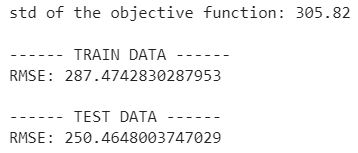 std of the objective function: 305.82
------ TRAIN DATA ------
RMSE: 287.4742830287953
------ TEST DATA ------
RMSE: 250.4648003747029